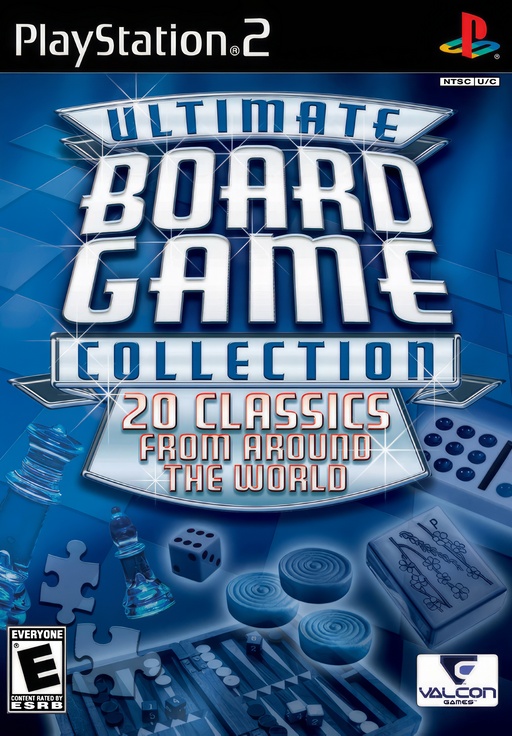 PlayStation®2
NTSC U/C
ULTIMATE
BOARD
GAME
COLLECTION
20 CLASSICS
FROM AROUND
THE WORLD
P
EVERYONE
E
CONTENT RATED BY
ESRB
VALCON
GAMES™